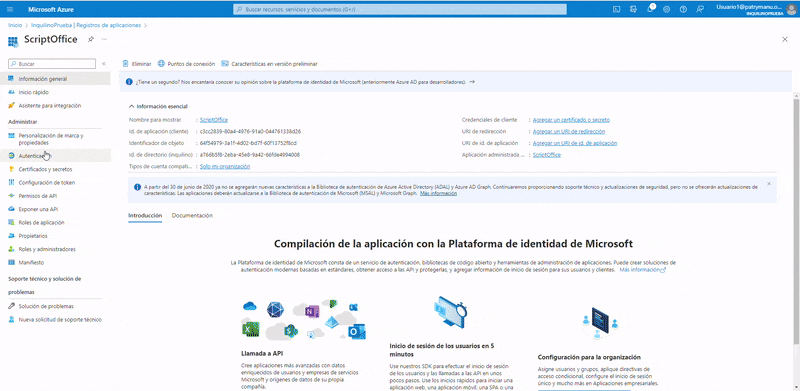 Microsoft Azure
Buscar recursos, servicios y documentos (G+/)
Usuario1@patrymanu.o...
INQUILINOPRUEBA
Inicio > InquilinoPrueba | Registros de aplicaciones >
ScriptOffice
Buscar
Eliminar Puntos de conexión Características en versión preliminar
Información general
Inicio rápido
Asistente para integración
Administrar
Personalización de marca y
propiedades
Autenticac
Certificados y secretos
Configuración de token
Permisos de API
Exponer una API
Roles de aplicación
Propietarios
Roles y administradores
Manifiesto
Soporte técnico y solución de
problemas
Solución de problemas
Nueva solicitud de soporte técnico
¿Tiene un segundo? Nos encantaría conocer su opinión sobre la plataforma de identidad de Microsoft (anteriormente Azure AD para desarrolladores). →
Información esencial
Nombre para mostrar : ScriptOffice
Id. de aplicación (cliente) :
Identificador de objeto :
Id. de directorio (inquilino) :
Tipos de cuenta compati... : Solo mi organización
Credenciales de cliente : Agregar un certificado o secreto
URI de redirección : Agregar un URI de redirección
URI de id. de aplicación : Agregar un URI de id. de aplicación
Aplicación administrada ... : ScriptOffice
A partir del 30 de junio de 2020 ya no se agregarán nuevas características a la Biblioteca de autenticación de Azure Active Directory (ADAL) y Azure AD Graph. Continuaremos proporcionando soporte técnico y actualizaciones de seguridad, pero no se ofrecerán actualizaciones de
características. Las aplicaciones deberán actualizarse a la Biblioteca de autenticación de Microsoft (MSAL) y Microsoft Graph. Más información
Introducción Documentación
Compilación de la aplicación con la Plataforma de identidad de Microsoft
La Plataforma de identidad de Microsoft consta de un servicio de autenticación, bibliotecas de código abierto y herramientas de administración de aplicaciones. Puede crear soluciones de
autenticación modernas basadas en estándares, obtener acceso a las API y protegerlas, y agregar información de inicio de sesión para sus usuarios y clientes. Más información
Llamada a API
Cree aplicaciones más avanzadas con datos
enriquecidos de usuarios y empresas de servicios
Microsoft y orígenes de datos de su propia
compañía.
Inicio de sesión de los usuarios en 5
minutos
Use nuestros SDK para efectuar el inicio de sesión
de los usuarios y las llamadas a las API en unos
pocos pasos. Use los inicios rápidos para iniciar una
aplicación web, una aplicación móvil, una SPA o una
Configuración para la organización
Asigne usuarios y grupos, aplique directivas de
acceso condicional, configure el inicio de sesión
único y mucho más en Aplicaciones empresariales.